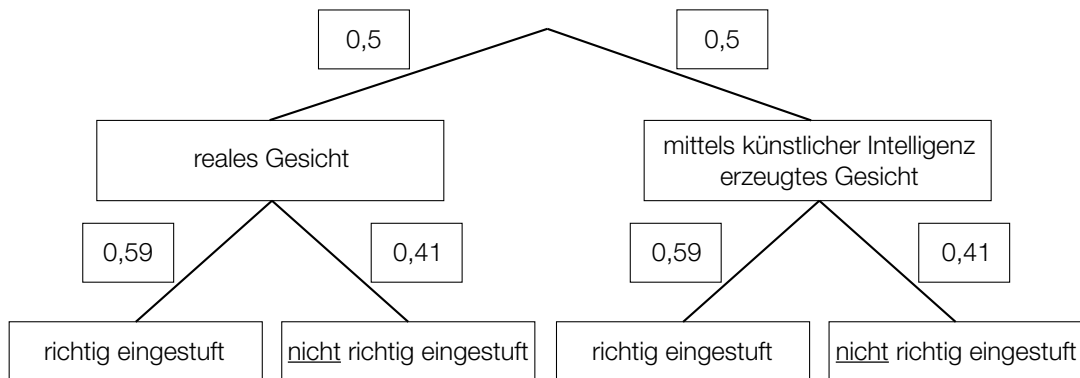 0,5
0,5
reales Gesicht
mittels künstlicher Intelligenz
erzeugtes Gesicht
0,59
0,41
0,59
0,41
richtig eingestuft
nicht richtig eingestuft
richtig eingestuft
nicht richtig eingestuft